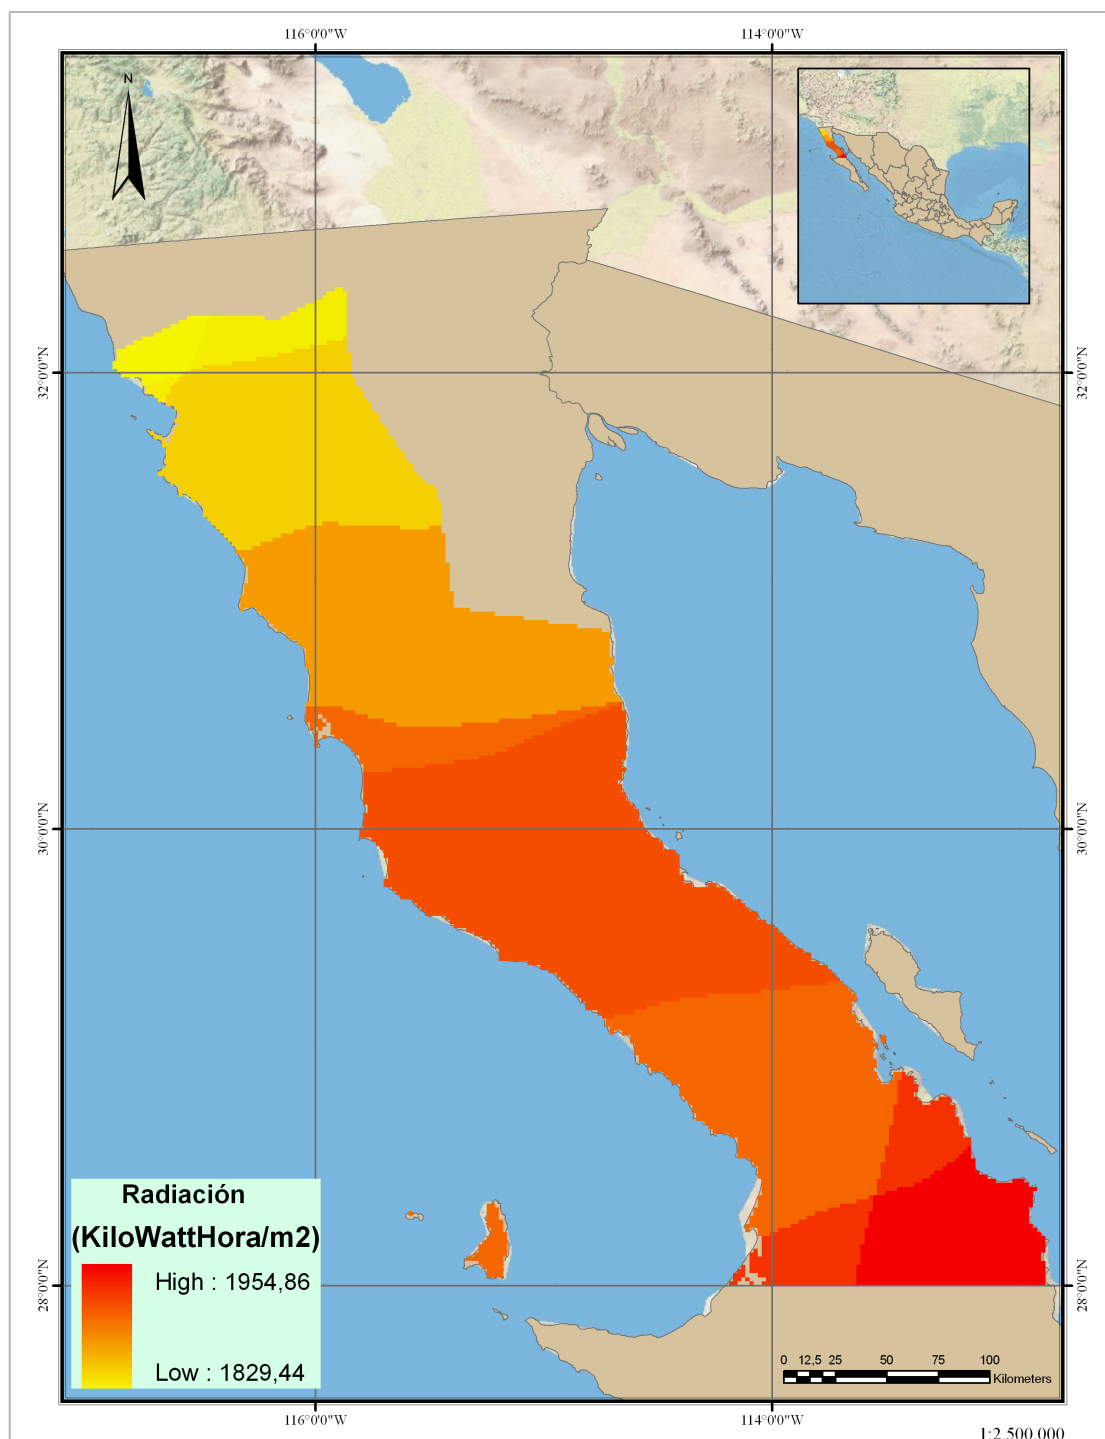 116°0'0"W
114°0'0"W
N
32°0'0"N
32°0'0"N
30°0'0"N
30°0'0"N
28°0'0"N
28°0'0"N
Radiación
(KiloWattHora/m2)
High : 1954,86
Low : 1829,44
0 12,5 25 50 75 100
Kilometers
116°0'0"W
114°0'0"W
1:2.500.000